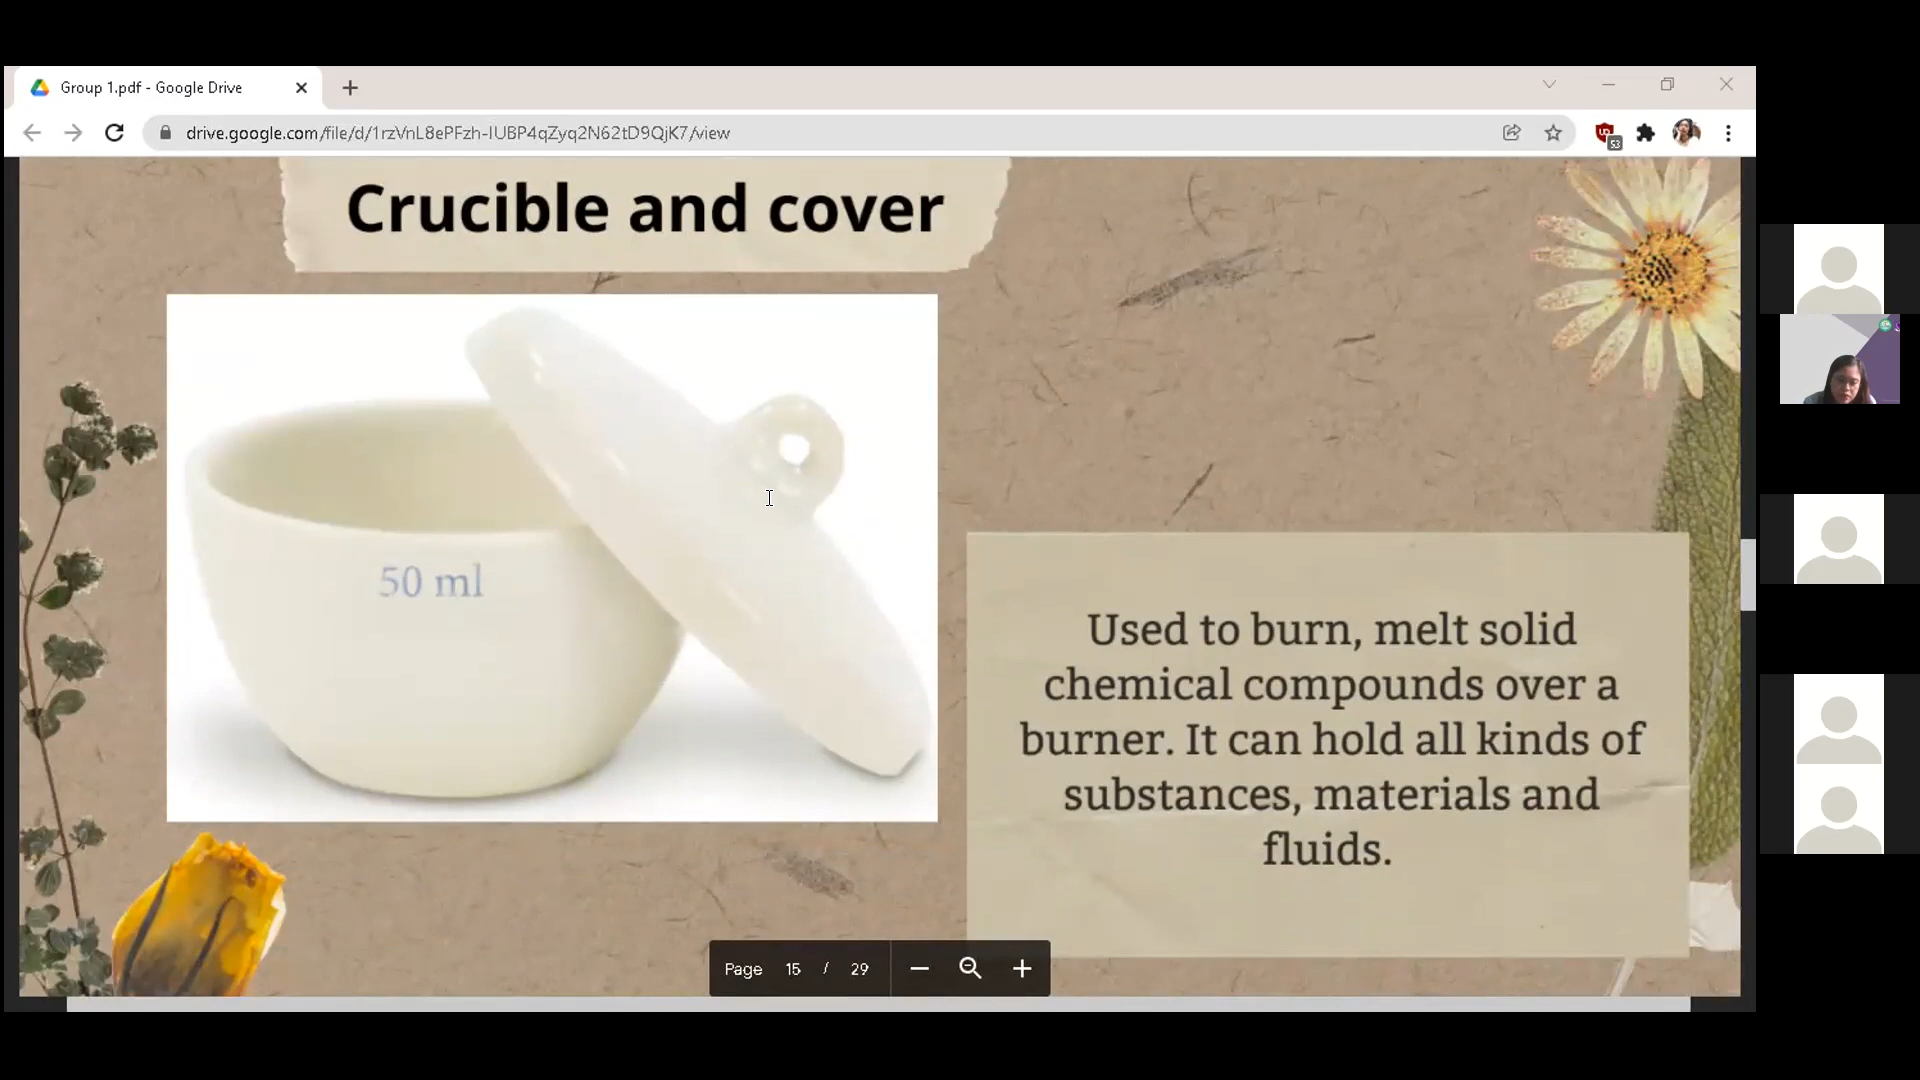 Group 1.pdf - Google Drive
drive.google.com/file/d/1rzVnL8ePFzh-IUBP4qZyq2N62tD9QjK7/view
53
Crucible and cover
50 ml
Used to burn, melt solid
chemical compounds over a
burner. It can hold all kinds of
substances, materials and
fluids.
Page 15 / 29